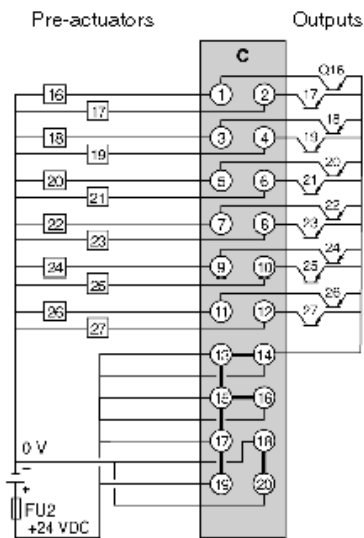 Pre-actuators Outputs
C
Q16
16 1 2 17
17
18
18 3 4 19
19
20
20 5 6 21
21
22
22 7 8 23
23
24
24 9 10 25
25
26
26 11 12 27
27
13 14
15 16
0 V 17 18
-
+ 19 20
FU2
+24 VDC